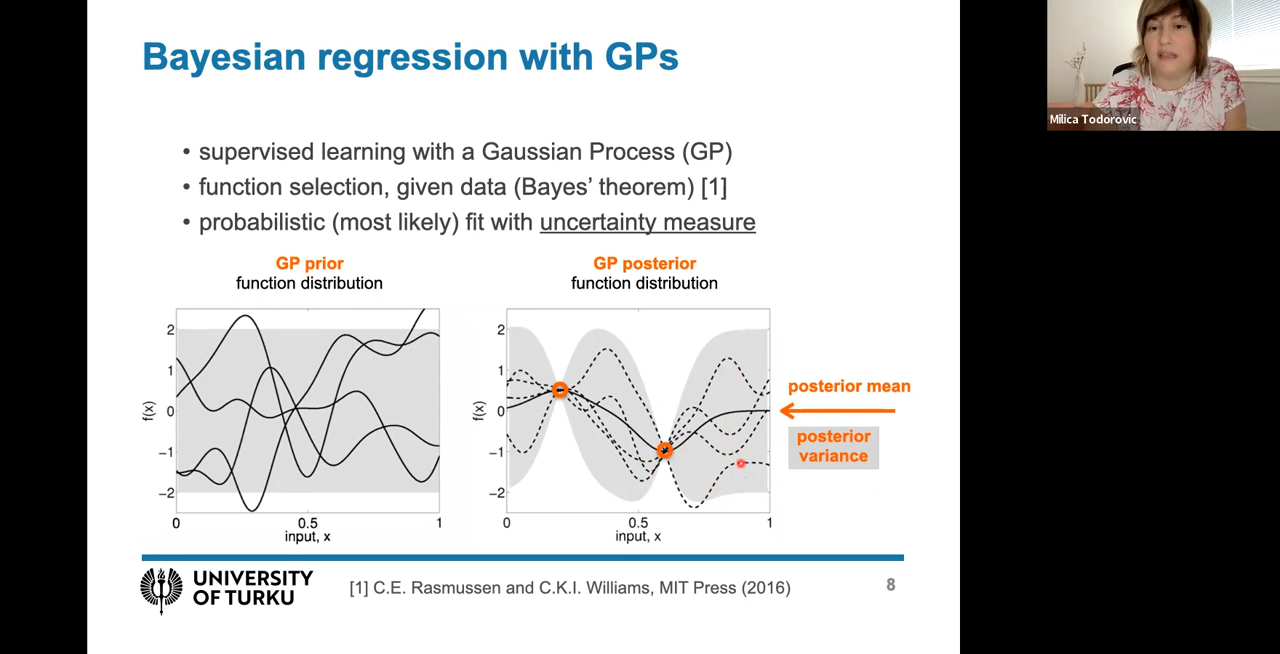 Bayesian regression with GPs
Milica Todorovic
• supervised learning with a Gaussian Process (GP)
• function selection, given data (Bayes’ theorem) [1]
• probabilistic (most likely) fit with uncertainty measure
GP prior
function distribution
2
1
0
−1
−2
f(x)
0
0.5
1
input, x
GP posterior
function distribution
2
1
0
−1
−2
f(x)
0
0.5
1
input, x
posterior mean
posterior
variance
UNIVERSITY
OF TURKU
[1] C.E. Rasmussen and C.K.I. Williams, MIT Press (2016)
8